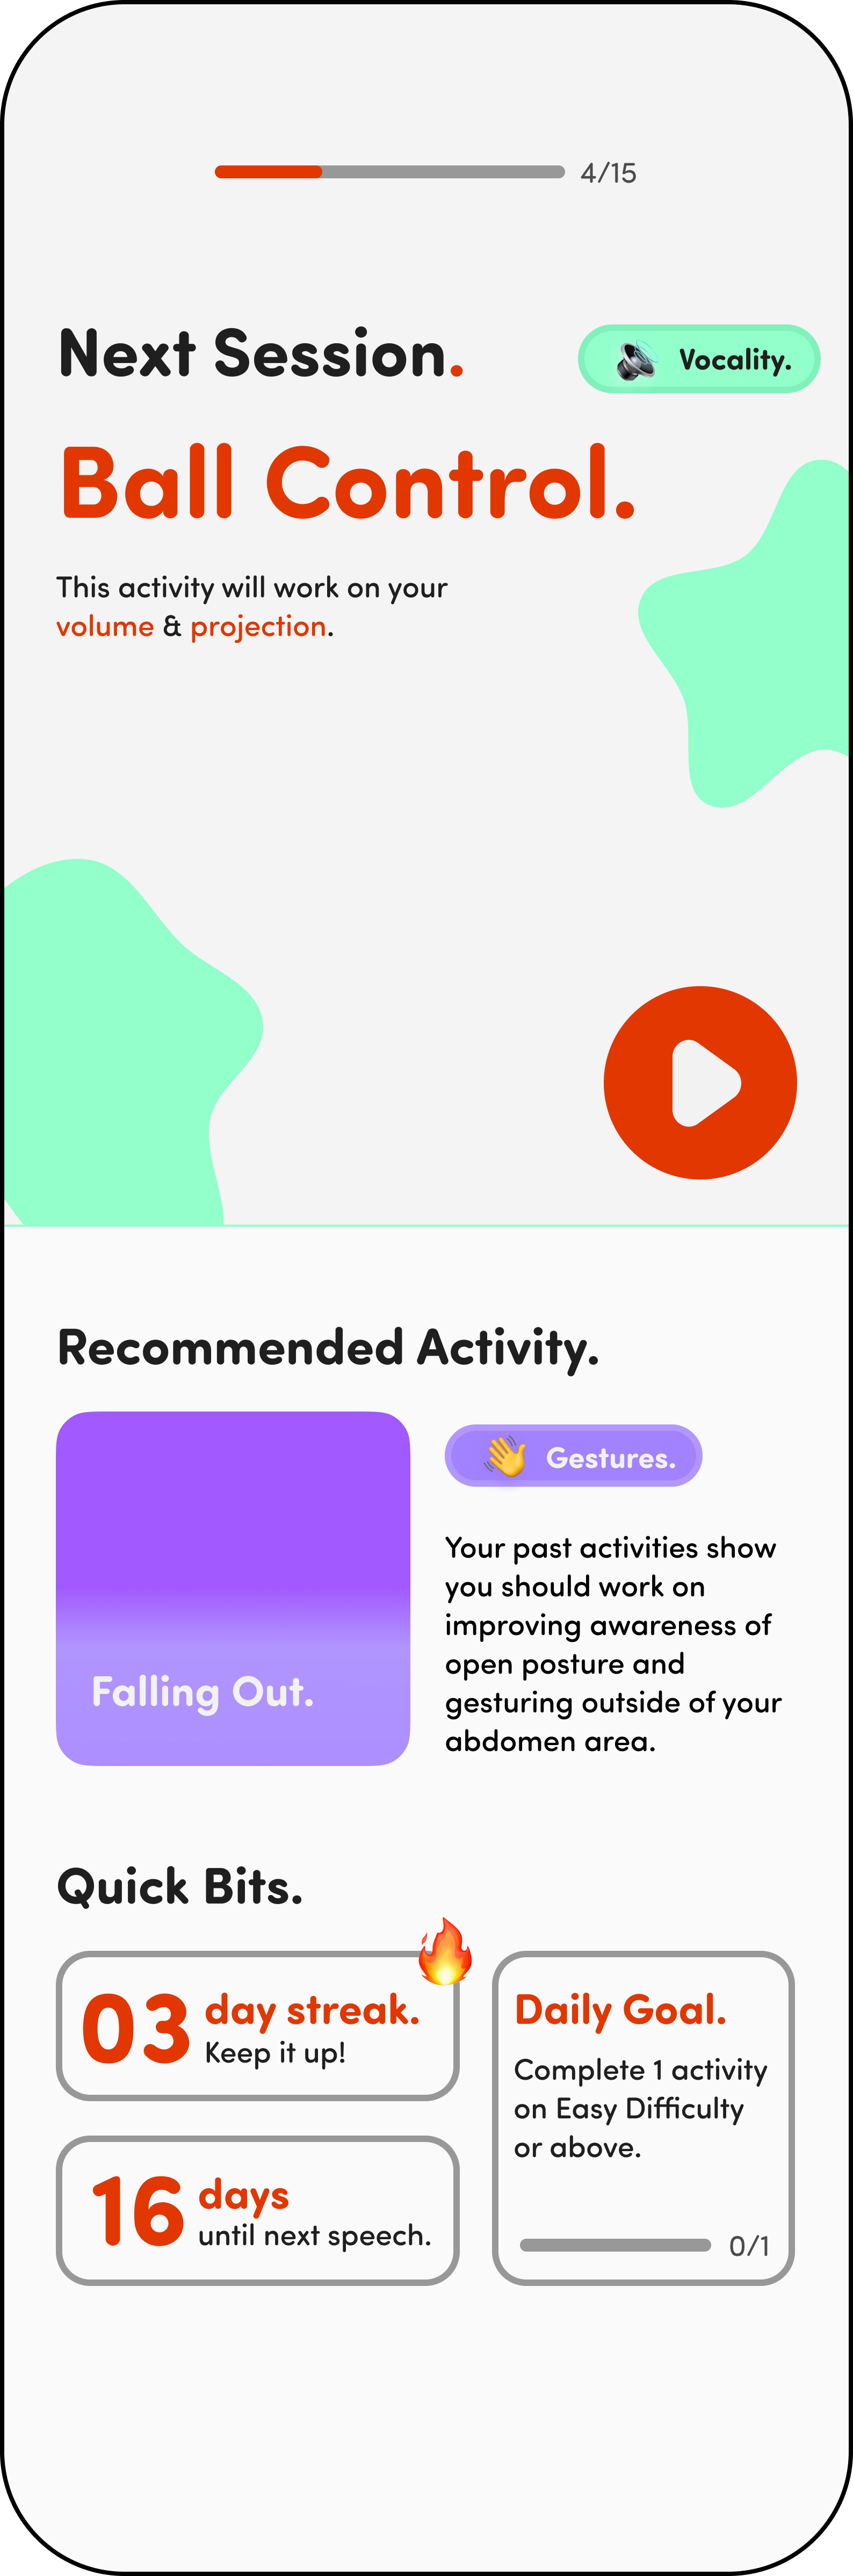 4/15
Next Session.
Vocality.
Ball Control.
This activity will work on your
volume & projection.
Recommended Activity.
Falling Out.
Gestures.
Your past activities show
you should work on
improving awareness of
open posture and
gesturing outside of your
abdomen area.
Quick Bits.
03 day streak.
Keep it up!
16 days
until next speech.
Daily Goal.
Complete 1 activity
on Easy Difficulty
or above.
0/1